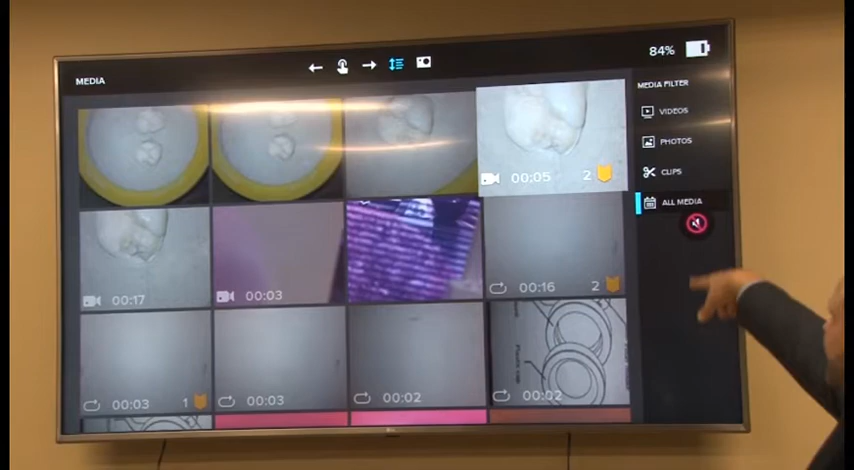 MEDIA
84%
MEDIA FILTER
VIDEOS
PHOTOS
CLIPS
ALL MEDIA
00:05 2
00:17
00:03
00:16 2
00:03 1
00:03
00:02
00:02